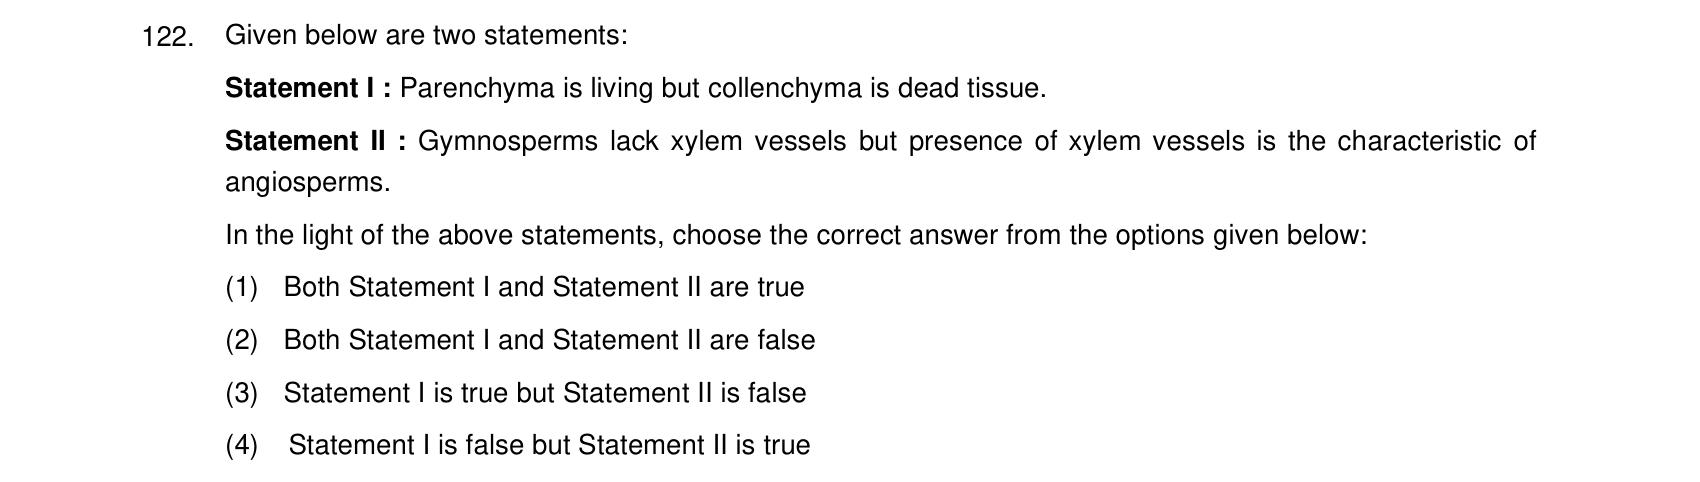 122. Given below are two statements:
Statement I : Parenchyma is living but collenchyma is dead tissue.
Statement II : Gymnosperms lack xylem vessels but presence of xylem vessels is the characteristic of
angiosperms.
In the light of the above statements, choose the correct answer from the options given below:
(1) Both Statement I and Statement II are true
(2) Both Statement I and Statement II are false
(3) Statement I is true but Statement II is false
(4) Statement I is false but Statement II is true